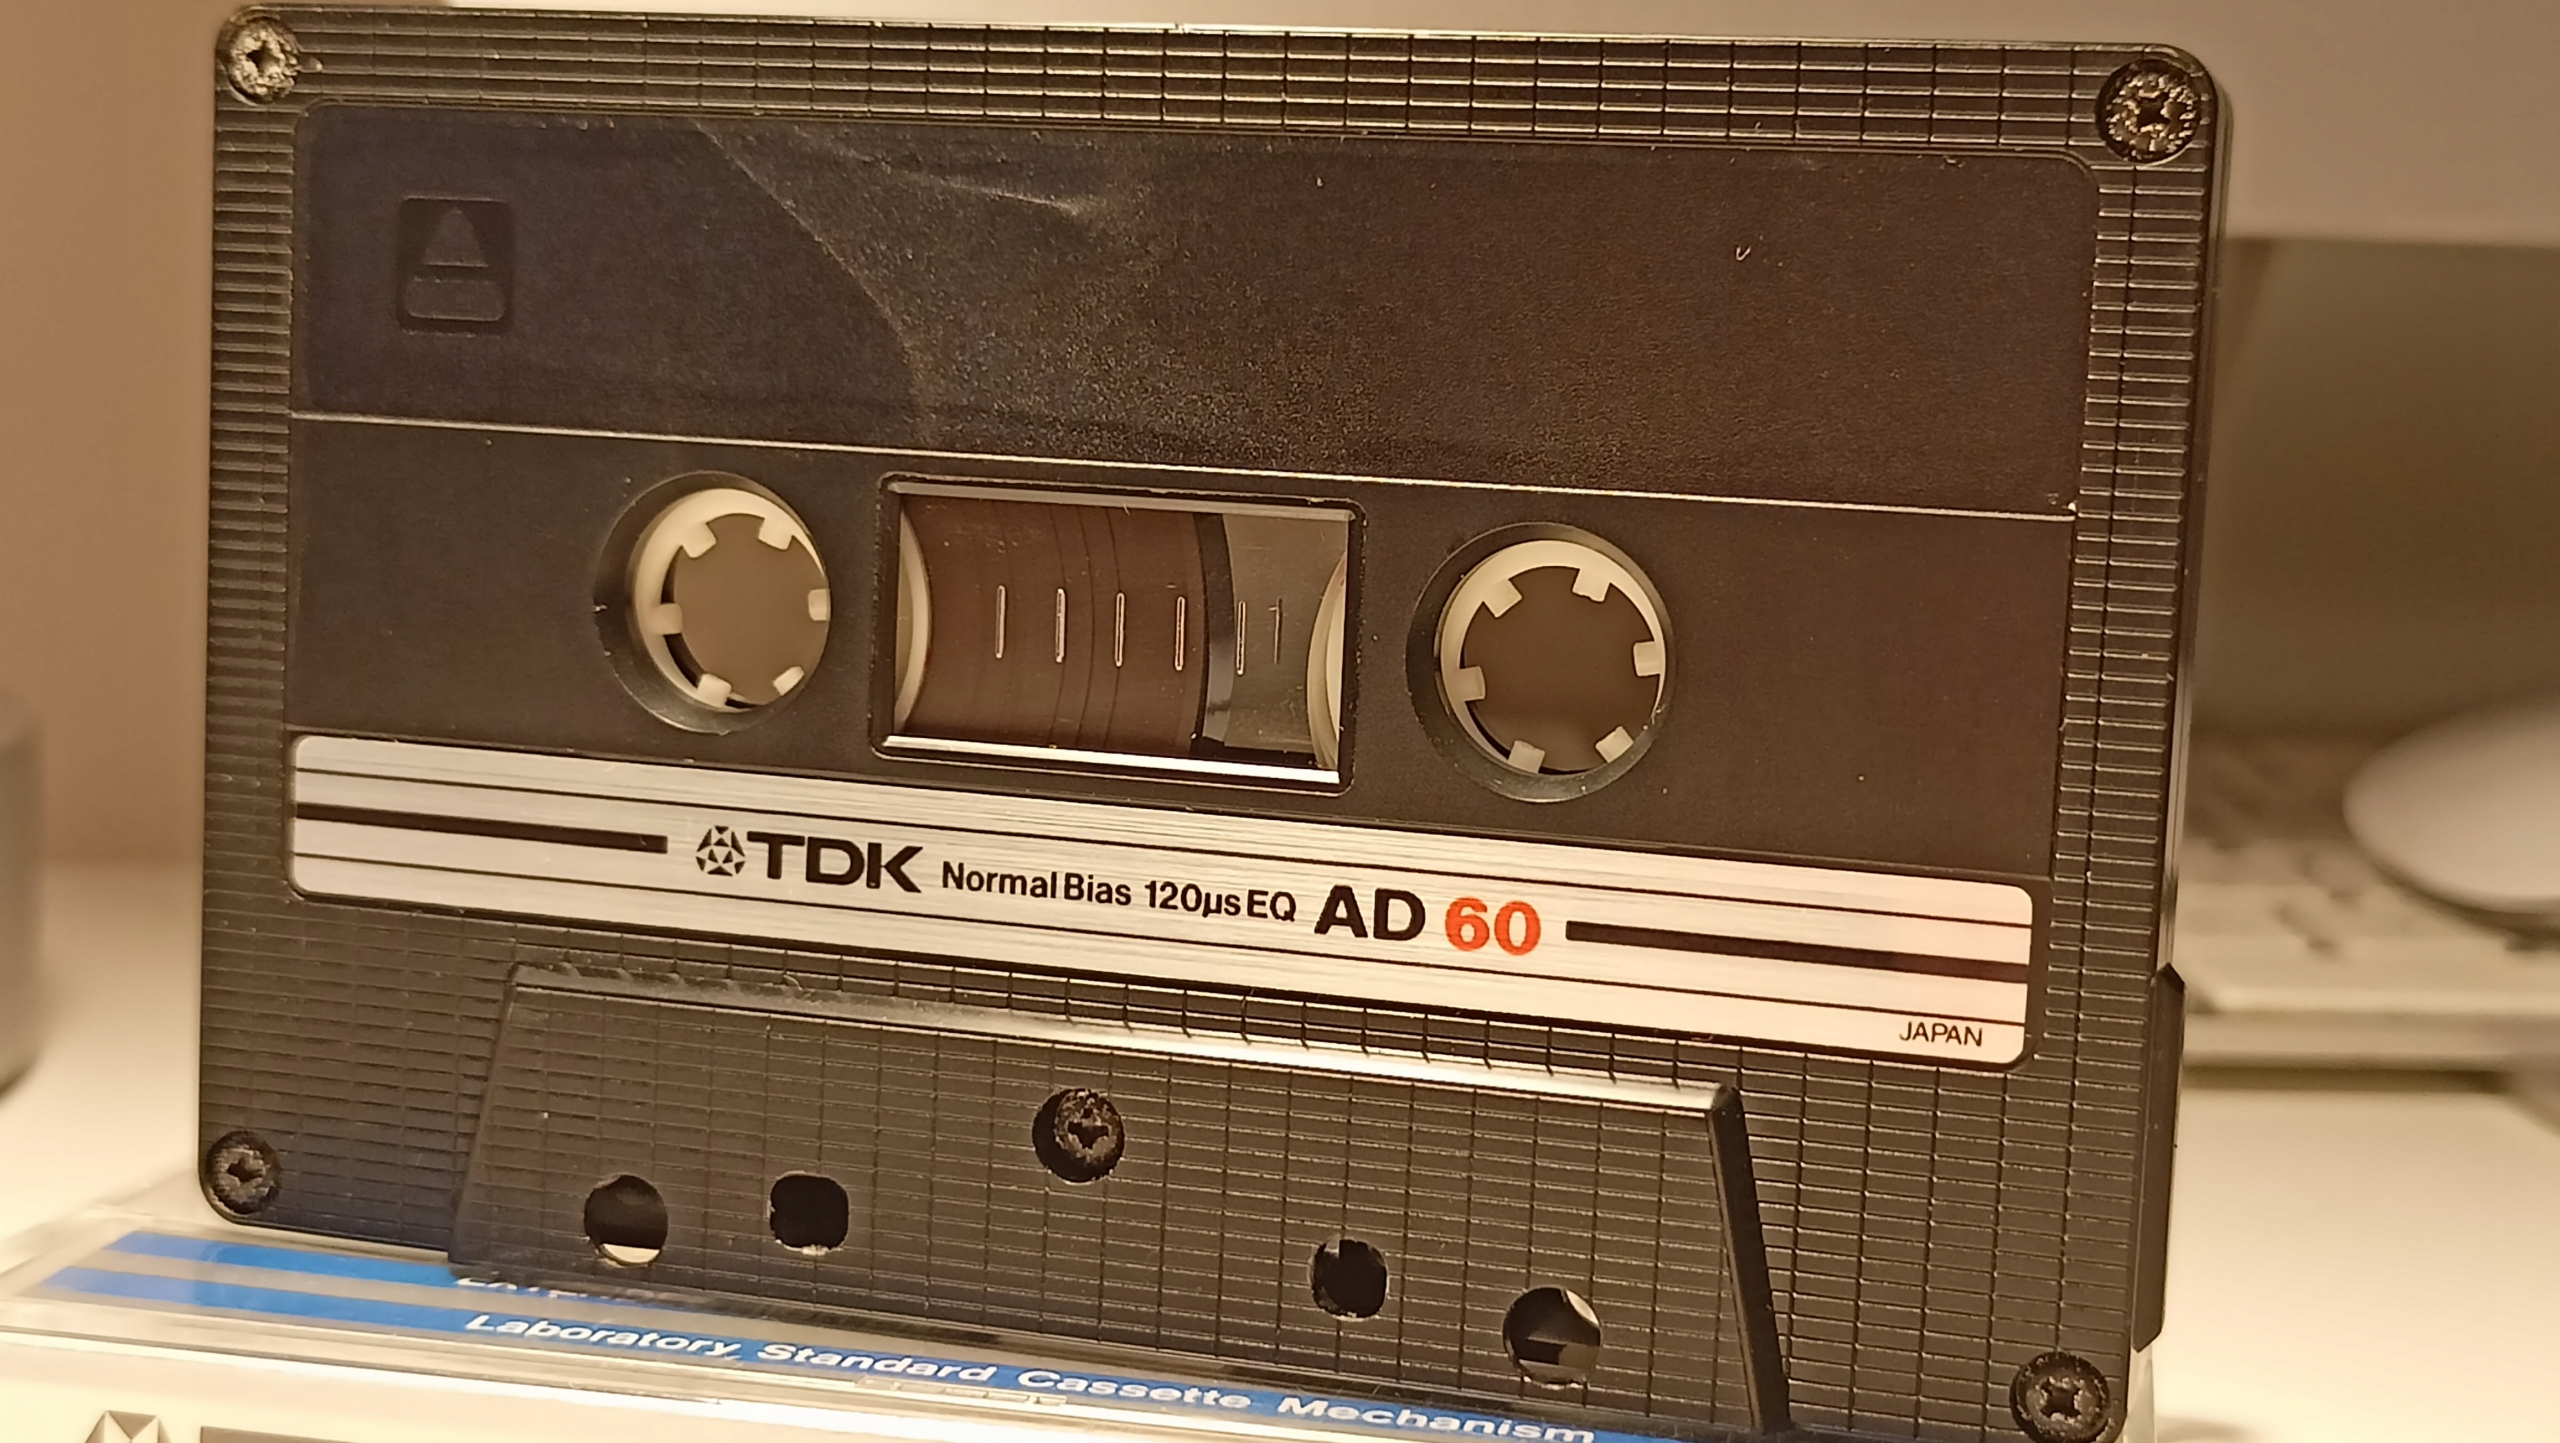 TDK Normal Bias 120µs EQ AD 60
JAPAN
Laboratory Standard Cassette Mechanism